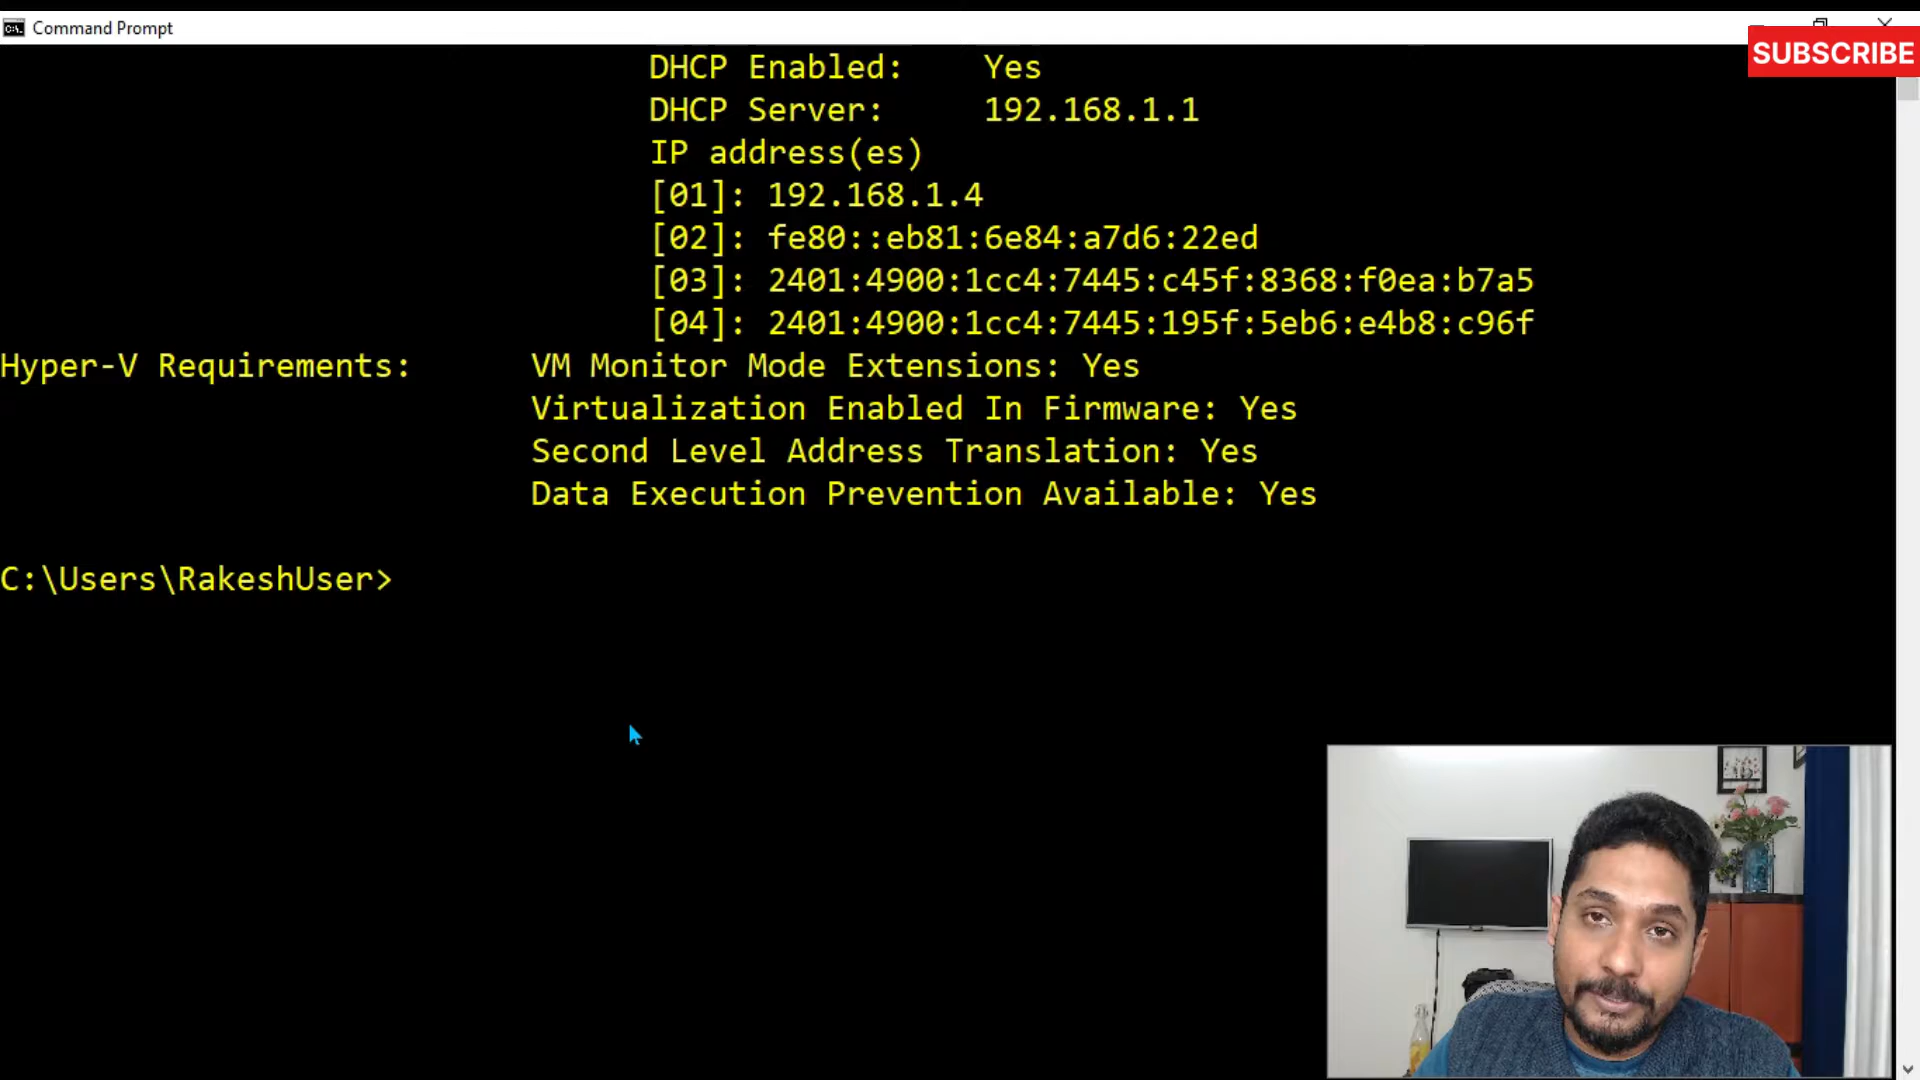 Command Prompt
SUBSCRIBE
DHCP Enabled: Yes
DHCP Server: 192.168.1.1
IP address(es)
[01]: 192.168.1.4
[02]: fe80::eb81:6e84:a7d6:22ed
[03]: 2401:4900:1cc4:7445:c45f:8368:f0ea:b7a5
[04]: 2401:4900:1cc4:7445:195f:5eb6:e4b8:c96f
Hyper-V Requirements: VM Monitor Mode Extensions: Yes
Virtualization Enabled In Firmware: Yes
Second Level Address Translation: Yes
Data Execution Prevention Available: Yes
C:\Users\RakeshUser>